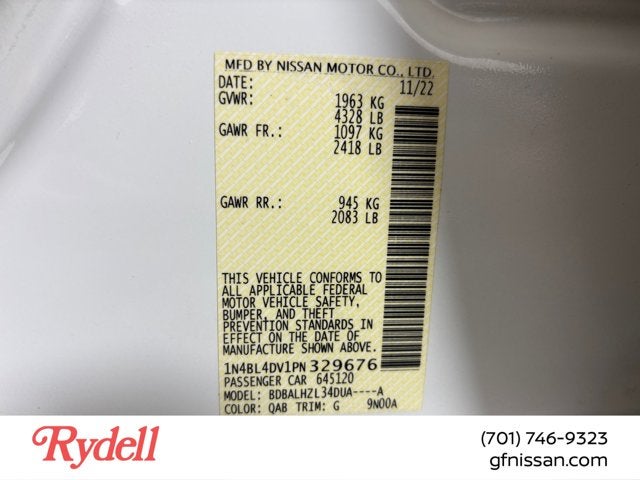 MFD BY NISSAN MOTOR CO., LTD.
DATE: 11/22
GVWR: 1963 KG
4328 LB
GAWR FR.: 1097 KG
2418 LB
GAWR RR.: 945 KG
2083 LB
THIS VEHICLE CONFORMS TO
ALL APPLICABLE FEDERAL
MOTOR VEHICLE SAFETY,
BUMPER, AND THEFT
PREVENTION STANDARDS IN
EFFECT ON THE DATE OF
MANUFACTURE SHOWN ABOVE.
1N4BL4DV1PN329676
PASSENGER CAR 645120
MODEL: BDBALHZL34DUA----A
COLOR: QAB TRIM: G 9N00A
Rydell
(701) 746-9323
gfnissan.com